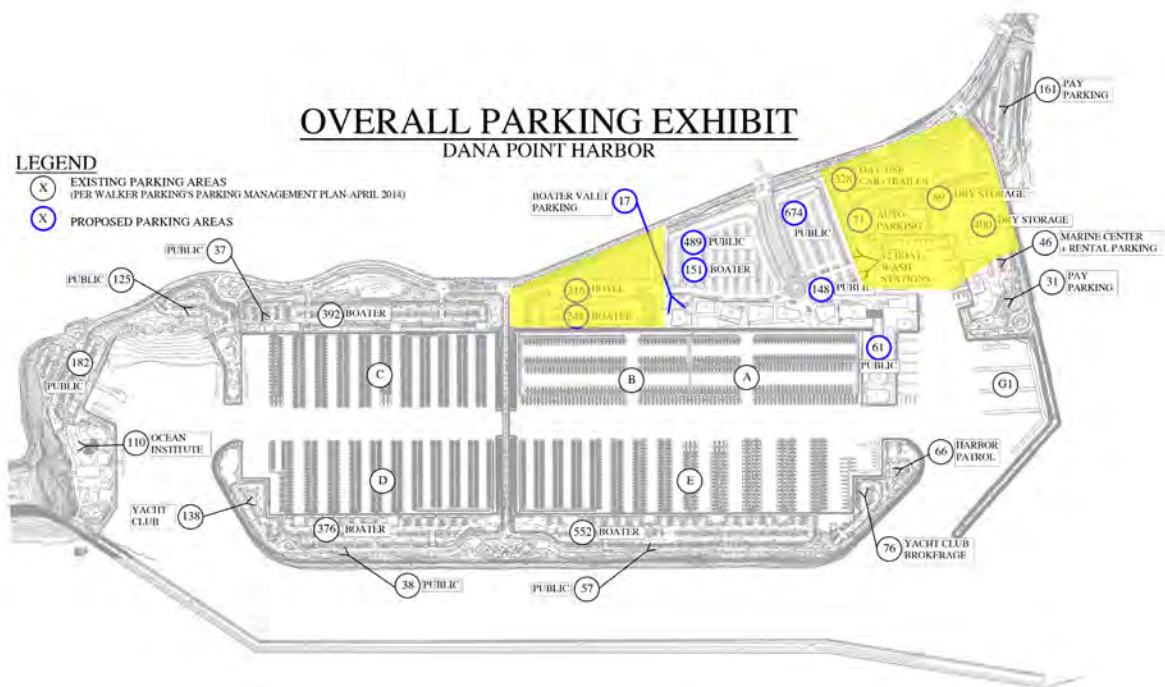 OVERALL PARKING EXHIBIT
DANA POINT HARBOR
LEGEND
X EXISTING PARKING AREAS
(PER WALKER PARKING'S PARKING MANAGEMENT PLAN-APRIL 2014)
X PROPOSED PARKING AREAS
161 PAY
PARKING
BOATER VALET
PARKING
17
328 DAY-USE
CAR+TRAILER
89 DRY STORAGE
400 DRY STORAGE
71 AUTO
PARKING
12 BOAT
WASH
STATIONS
674
PUBLIC
489 PUBLIC
151 BOATER
148 PUBLIC
46 MARINE CENTER
+ RENTAL PARKING
31 PAY
PARKING
PUBLIC 37
PUBLIC 125
392 BOATER
316 HOTEL
248 BOATER
182
PUBLIC
61
PUBLIC
C
B
A
G1
110 OCEAN
INSTITUTE
D
E
66 HARBOR
PATROL
YACHT
CLUB
138
376 BOATER
552 BOATER
76 YACHT CLUB
BROKERAGE
38 PUBLIC
PUBLIC 57